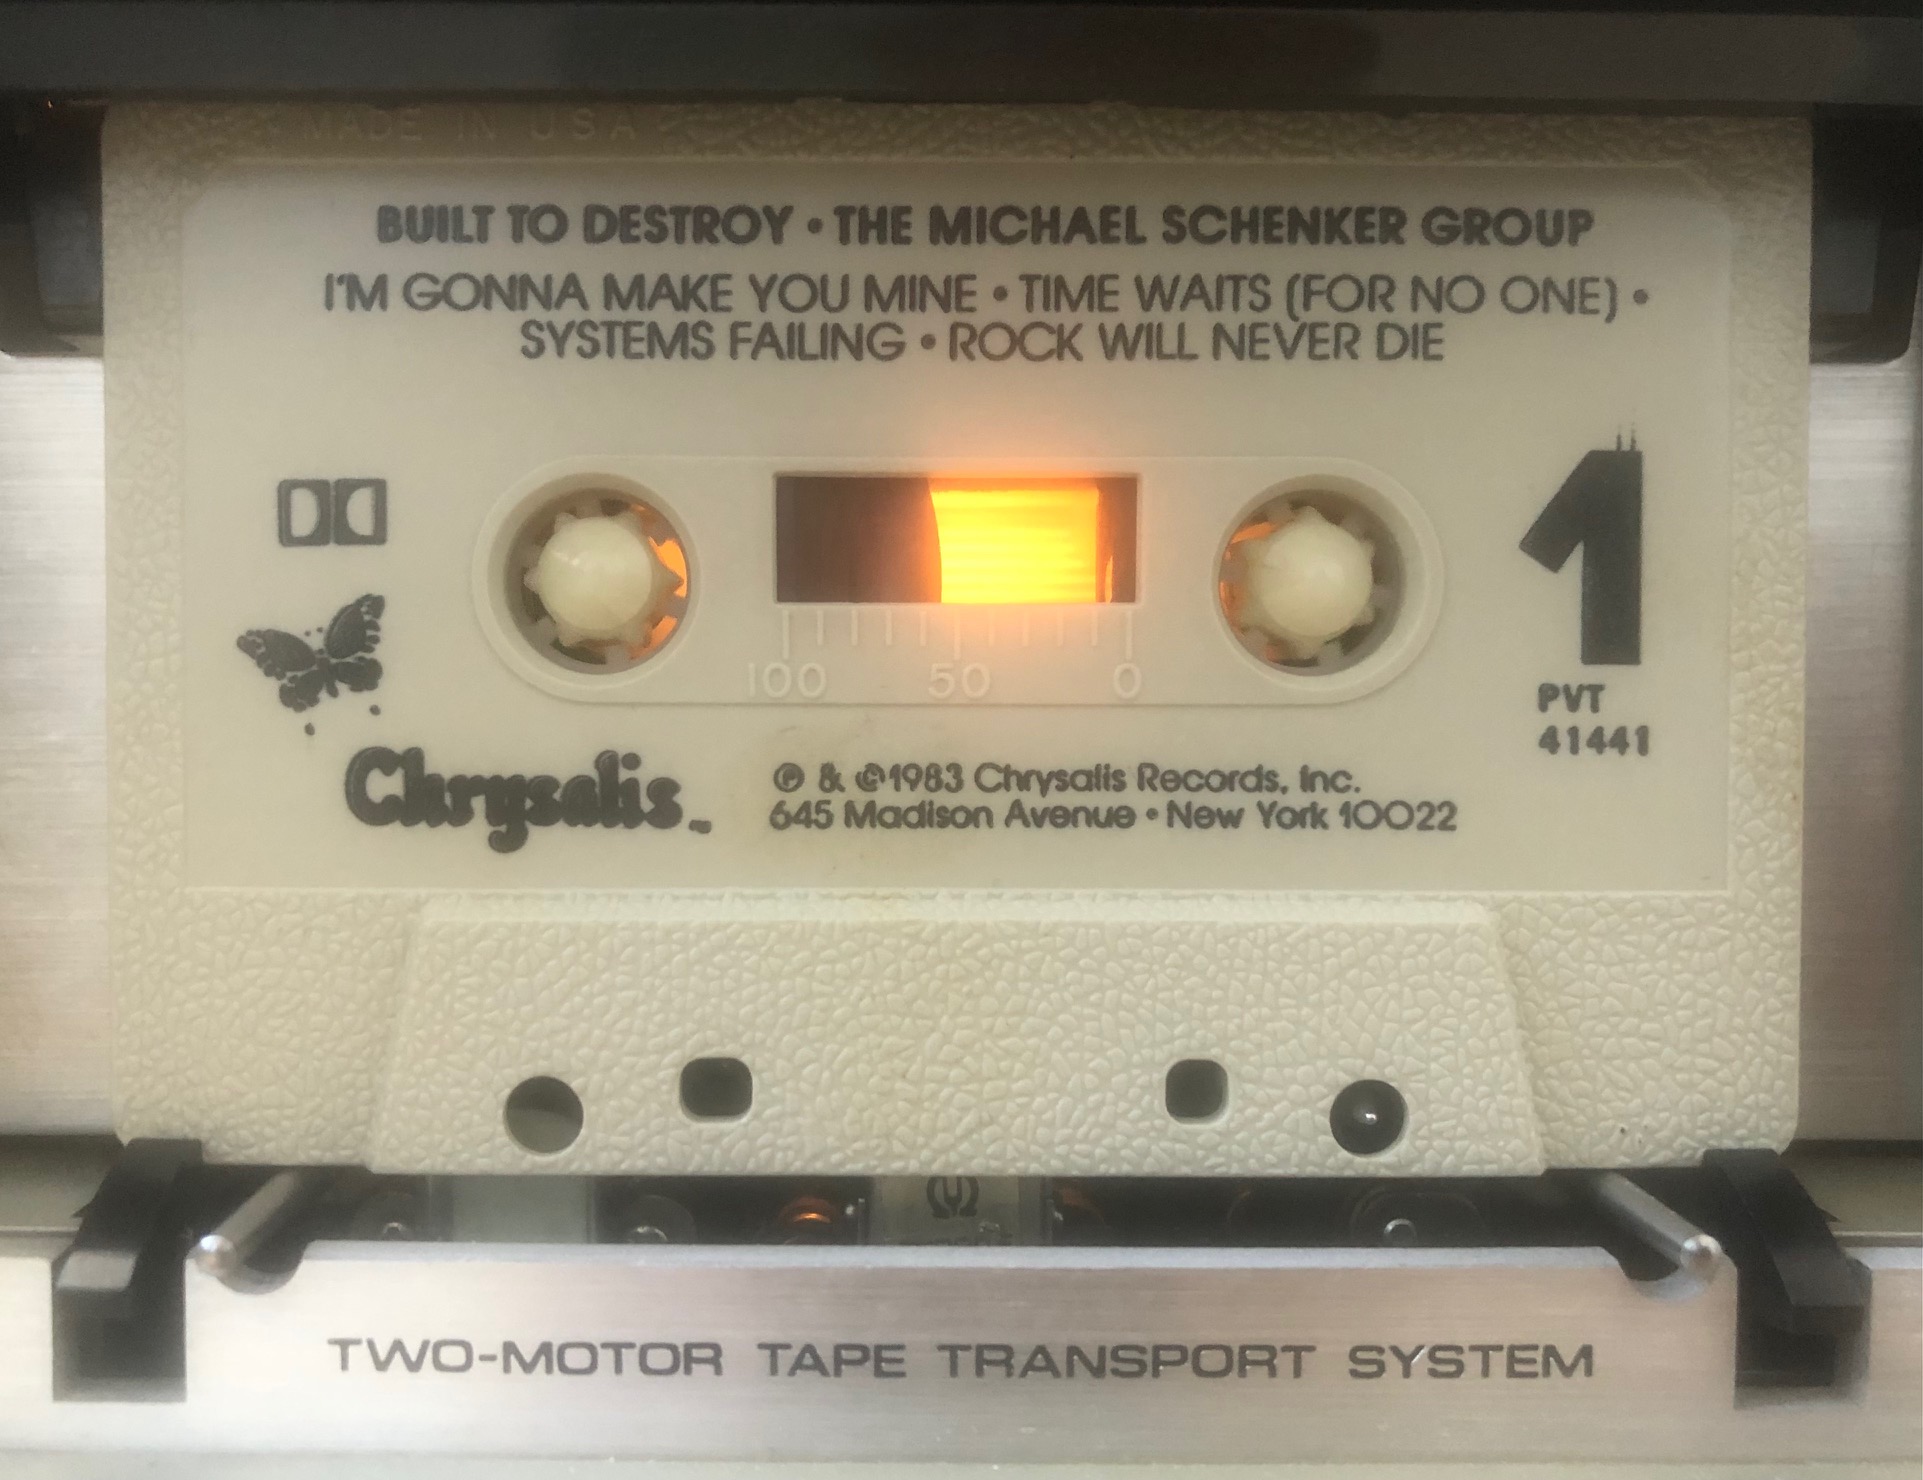 MADE IN USA
BUILT TO DESTROY • THE MICHAEL SCHENKER GROUP
I'M GONNA MAKE YOU MINE • TIME WAITS (FOR NO ONE) •
SYSTEMS FAILING • ROCK WILL NEVER DIE
1
100 50 0
PVT
41441
Chrysalis
℗ & ©1983 Chrysalis Records, Inc.
645 Madison Avenue • New York 10022
TWO-MOTOR TAPE TRANSPORT SYSTEM